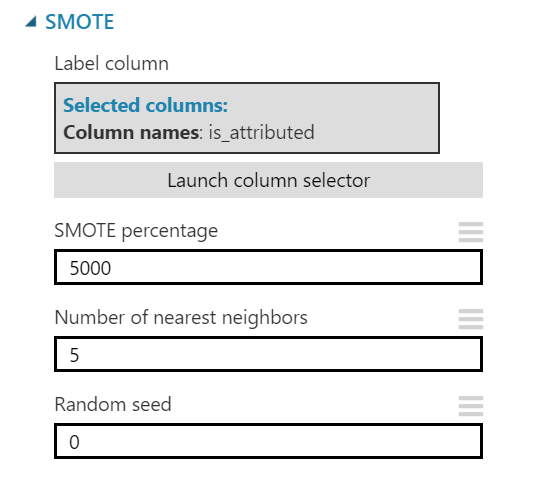 SMOTE
Label column
Selected columns:
Column names: is_attributed
Launch column selector
SMOTE percentage
5000
Number of nearest neighbors
5
Random seed
0